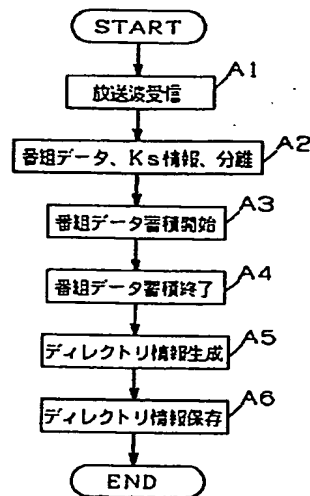 START
A1
放送波受信
A2
番組データ、Ks情報、分離
A3
番組データ蓄積開始
A4
番組データ蓄積終了
A5
ディレクトリ情報生成
A6
ディレクトリ情報保存
END